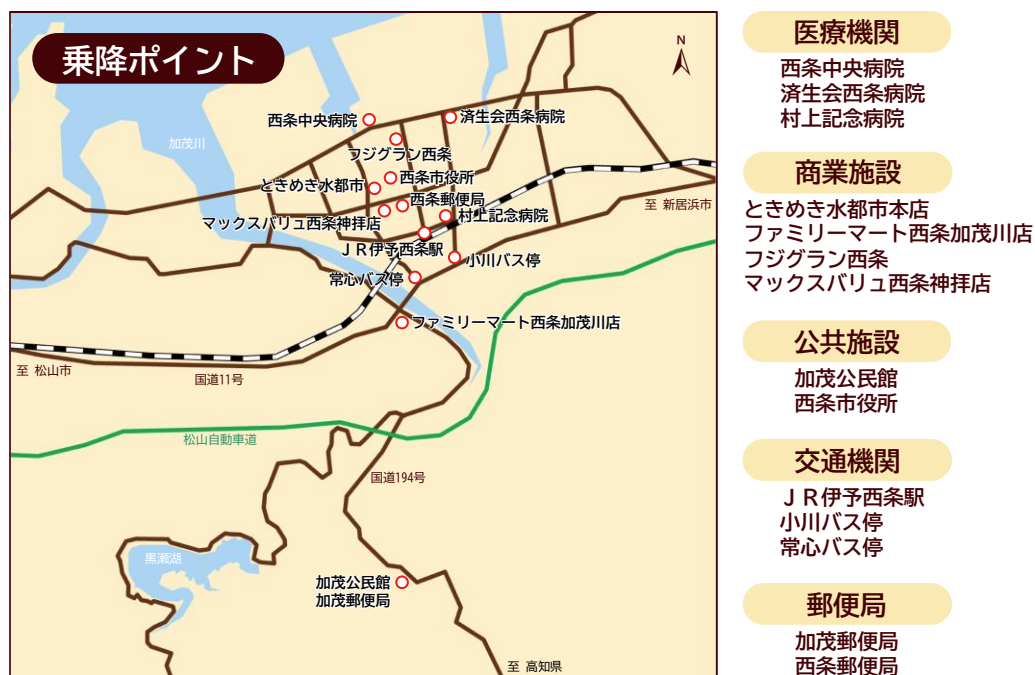 乗降ポイント
N
西条中央病院
済生会西条病院
加茂川
フジグラン西条
ときめき水都市
西条市役所
西条郵便局
マックスバリュ西条神拝店
村上記念病院
至 新居浜市
ＪＲ伊予西条駅
小川バス停
常心バス停
ファミリーマート西条加茂川店
至 松山市
国道11号
松山自動車道
国道194号
黒瀬湖
加茂公民館
加茂郵便局
至 高知県
医療機関
西条中央病院
済生会西条病院
村上記念病院
商業施設
ときめき水都市本店
ファミリーマート西条加茂川店
フジグラン西条
マックスバリュ西条神拝店
公共施設
加茂公民館
西条市役所
交通機関
ＪＲ伊予西条駅
小川バス停
常心バス停
郵便局
加茂郵便局
西条郵便局